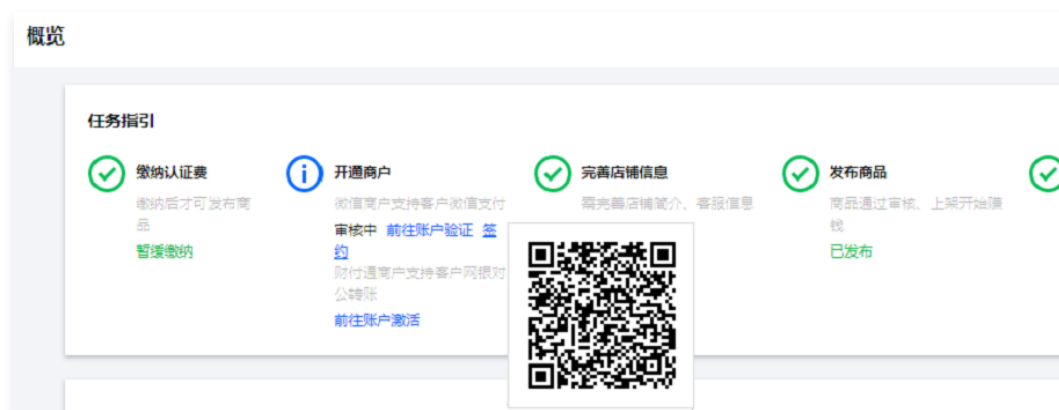 概览
任务指引
缴纳认证费
缴纳后才可发布商
品
暂缓缴纳
开通商户
微信商户支持客户微信支付
审核中 前往账户验证 签
约
财付通商户支持客户网银对
公转账
前往账户激活
完善店铺信息
需完善店铺简介、客服信息
发布商品
商品通过审核、上架开始赚
钱
已发布